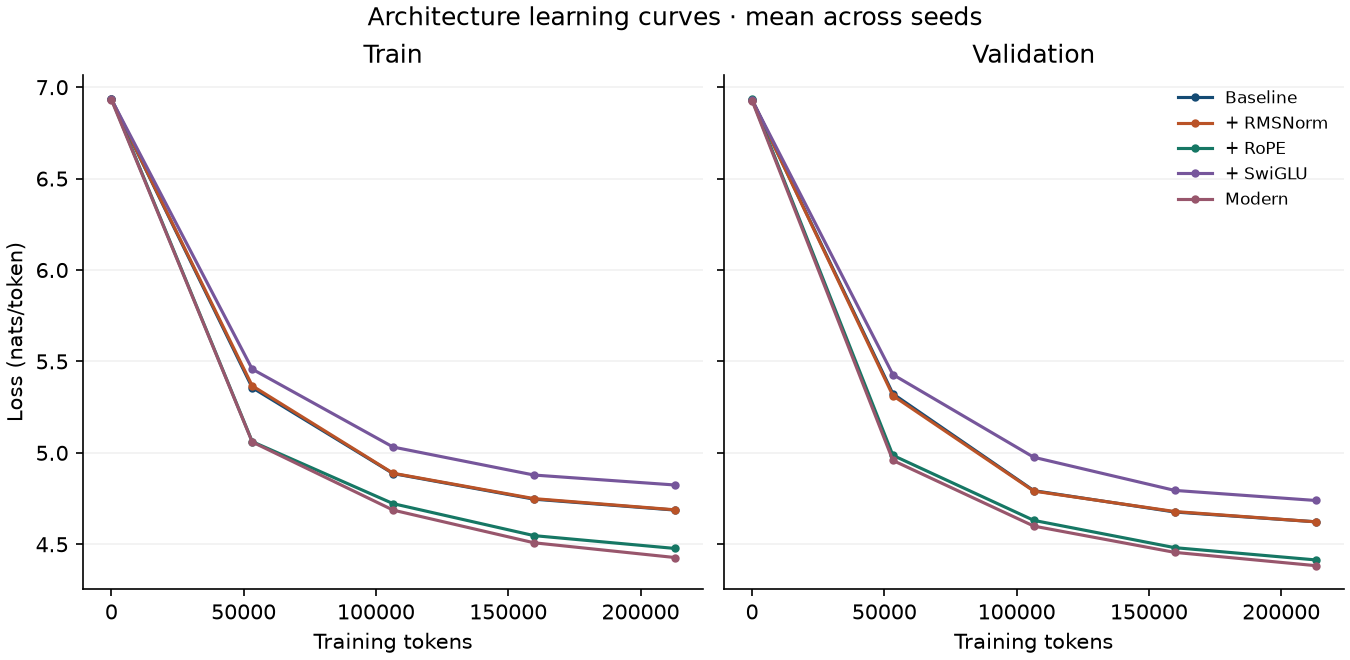 Architecture learning curves · mean across seeds
Train
Validation
Loss (nats/token)
7.0
6.5
6.0
5.5
5.0
4.5
0
50000
100000
150000
200000
Training tokens
Baseline
+ RMSNorm
+ RoPE
+ SwiGLU
Modern
0
50000
100000
150000
200000
Training tokens